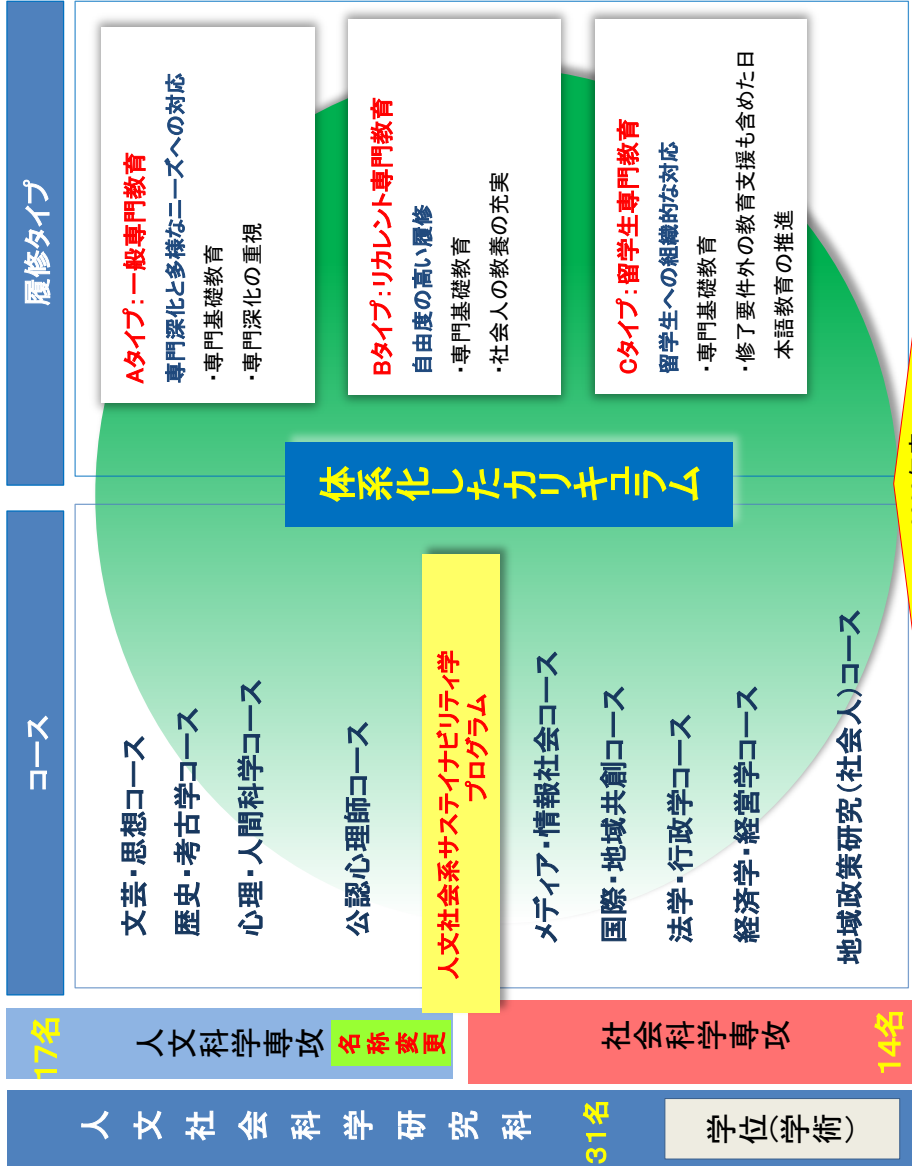 人文社会科学研究科
31名
学位(学術)
17名
人文科学専攻
名称変更
社会科学専攻
14名
コース
文芸・思想コース
歴史・考古学コース
心理・人間科学コース
公認心理師コース
人文社会系サステイナビリティ学
プログラム
メディア・情報社会コース
国際・地域共創コース
法学・行政学コース
経済学・経営学コース
地域政策研究(社会人)コース
体系化したカリキュラム
履修タイプ
Aタイプ:一般専門教育
専門深化と多様なニーズへの対応
・専門基礎教育
・専門深化の重視
Bタイプ:リカレント専門教育
自由度の高い履修
・専門基礎教育
・社会人の教養の充実
Cタイプ:留学生専門教育
留学生への組織的な対応
・専門基礎教育
・修了要件外の教育支援も含めた日
本語教育の推進